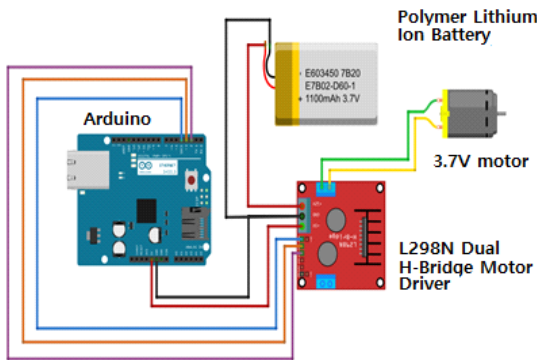 Polymer Lithium
Ion Battery
- E603450 7B20
E7B02-D60-1
+ 1100mAh 3.7V
Arduino
3.7V motor
L298N Dual
H-Bridge Motor
Driver